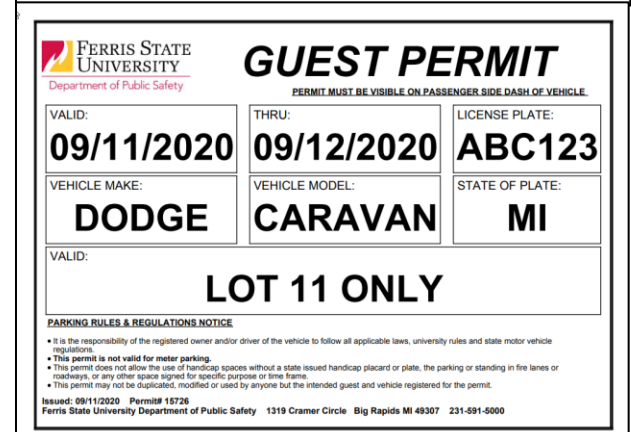 FERRIS STATE
UNIVERSITY
Department of Public Safety
GUEST PERMIT
PERMIT MUST BE VISIBLE ON PASSENGER SIDE DASH OF VEHICLE
VALID:
09/11/2020
THRU:
09/12/2020
LICENSE PLATE:
ABC123
VEHICLE MAKE:
DODGE
VEHICLE MODEL:
CARAVAN
STATE OF PLATE:
MI
VALID:
LOT 11 ONLY
PARKING RULES & REGULATIONS NOTICE
• It is the responsibility of the registered owner and/or driver of the vehicle to follow all applicable laws, university rules and state motor vehicle
regulations.
• This permit is not valid for meter parking.
• This permit does not allow the use of handicap spaces without a state issued handicap placard or plate, the parking or standing in fire lanes or
roadways, or any other space signed for specific purpose or time frame.
• This permit may not be duplicated, modified or used by anyone but the intended guest and vehicle registered for the permit.
Issued: 09/11/2020 Permit# 15726
Ferris State University Department of Public Safety 1319 Cramer Circle Big Rapids MI 49307 231-591-5000